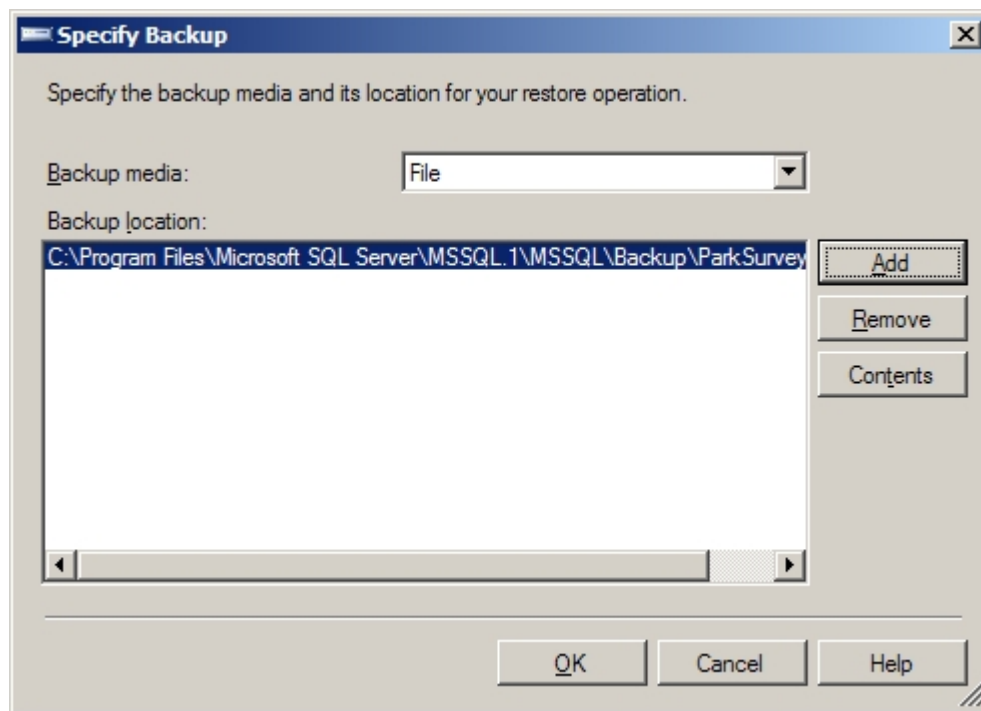 Specify Backup
Specify the backup media and its location for your restore operation.
Backup media:
File
Backup location:
C:\Program Files\Microsoft SQL Server\MSSQL.1\MSSQL\Backup\ParkSurvey
Add
Remove
Contents
OK
Cancel
Help